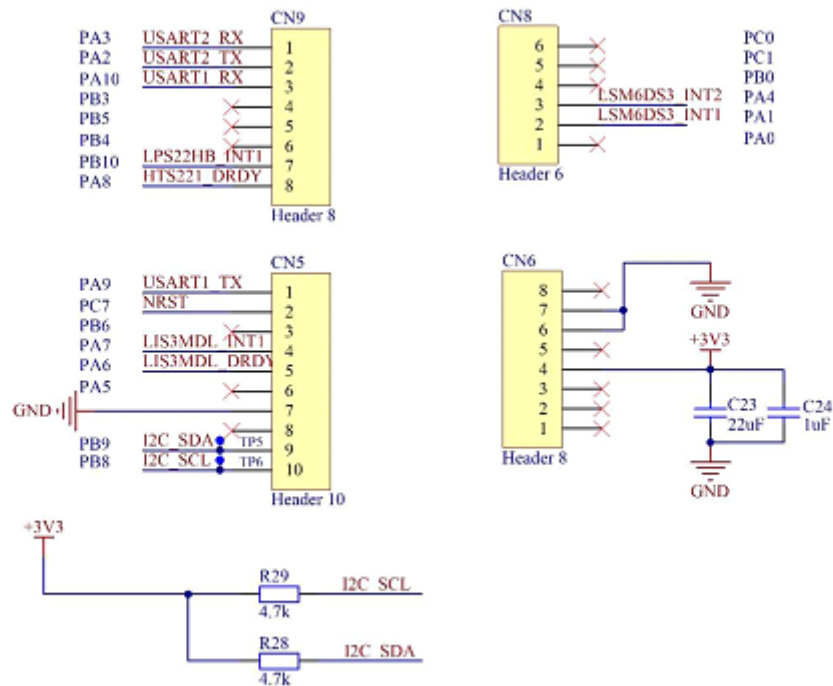 CN9
PA3 USART2_RX 1
PA2 USART2_TX 2
PA10 USART1_RX 3
PB3 4
PB5 5
PB4 6
PB10 LPS22HB_INT1 7
PA8 HTS221_DRDY 8
Header 8
CN8
6 PC0
5 PC1
4 PB0
3 LSM6DS3_INT2 PA4
2 LSM6DS3_INT1 PA1
1 PA0
Header 6
CN5
PA9 USART1_TX 1
PC7 NRST 2
PB6 3
PA7 LIS3MDL_INT1 4
PA6 LIS3MDL_DRDY 5
PA5 6
GND 7
8
PB9 I2C_SDA TP5 9
PB8 I2C_SCL TP6 10
Header 10
CN6
8
7
6
5
4
3
2
1
Header 8
GND
+3V3
C23
22uF
C24
1uF
GND
+3V3
R29
4.7k
I2C_SCL
R28
4.7k
I2C_SDA